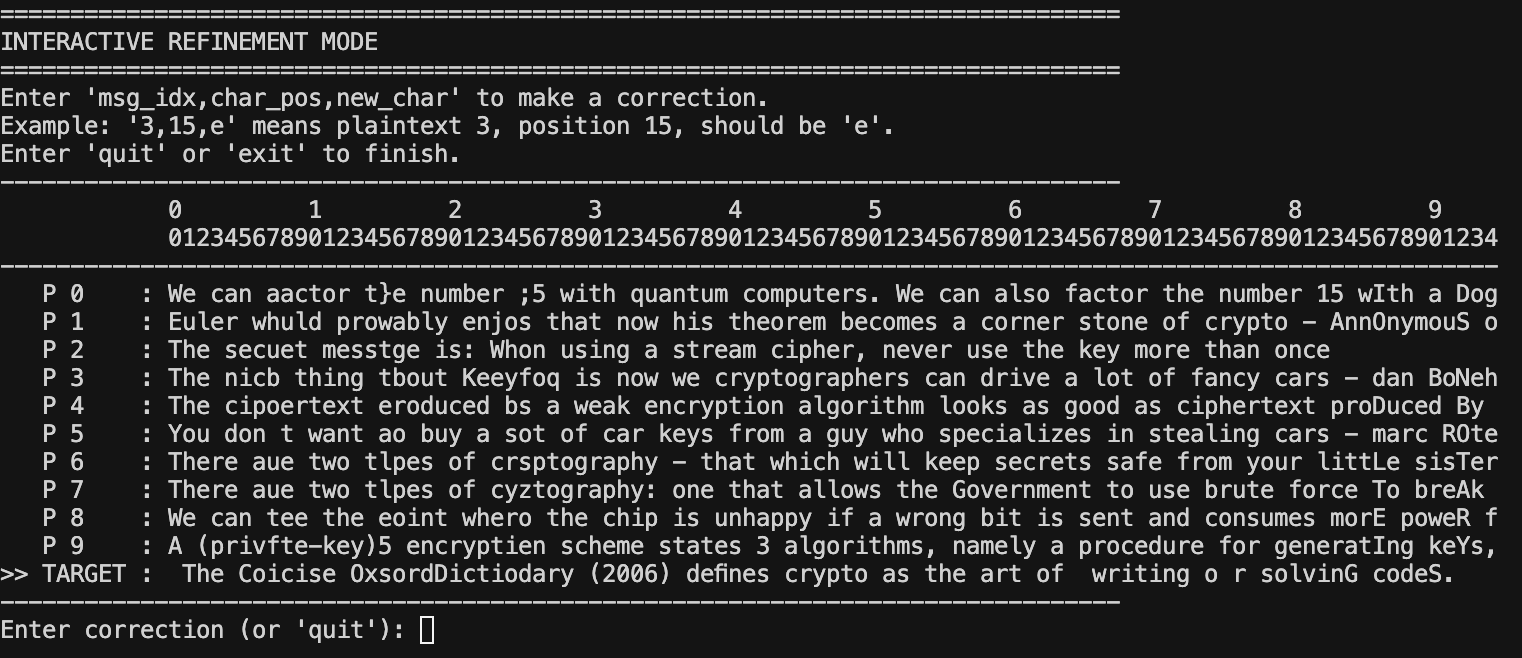 ================================================================================
INTERACTIVE REFINEMENT MODE
================================================================================
Enter 'msg_idx,char_pos,new_char' to make a correction.
Example: '3,15,e' means plaintext 3, position 15, should be 'e'.
Enter 'quit' or 'exit' to finish.
--------------------------------------------------------------------------------
            0         1         2         3         4         5         6         7         8         9
            01234567890123456789012345678901234567890123456789012345678901234567890123456789012345678901234
-----------------------------------------------------------------------------------------------------------
   P 0    : We can aactor t}e number ;5 with quantum computers. We can also factor the number 15 wIth a Dog
   P 1    : Euler whuld prowably enjos that now his theorem becomes a corner stone of crypto - AnnOnymouS o
   P 2    : The secuet messtge is: Whon using a stream cipher, never use the key more than once
   P 3    : The nicb thing tbout Keeyfoq is now we cryptographers can drive a lot of fancy cars - dan BoNeh
   P 4    : The cipoertext eroduced bs a weak encryption algorithm looks as good as ciphertext proDuced By
   P 5    : You don t want ao buy a sot of car keys from a guy who specializes in stealing cars - marc ROte
   P 6    : There aue two tlpes of crsptography - that which will keep secrets safe from your littLe sisTer
   P 7    : There aue two tlpes of cyztography: one that allows the Government to use brute force To breAk
   P 8    : We can tee the eoint whero the chip is unhappy if a wrong bit is sent and consumes morE poweR f
   P 9    : A (privfte-key)5 encryptien scheme states 3 algorithms, namely a procedure for generatIng keYs,
>> TARGET :  The Coicise OxsordDictiodary (2006) defines crypto as the art of  writing o r solvinG codeS.
--------------------------------------------------------------------------------
Enter correction (or 'quit'):